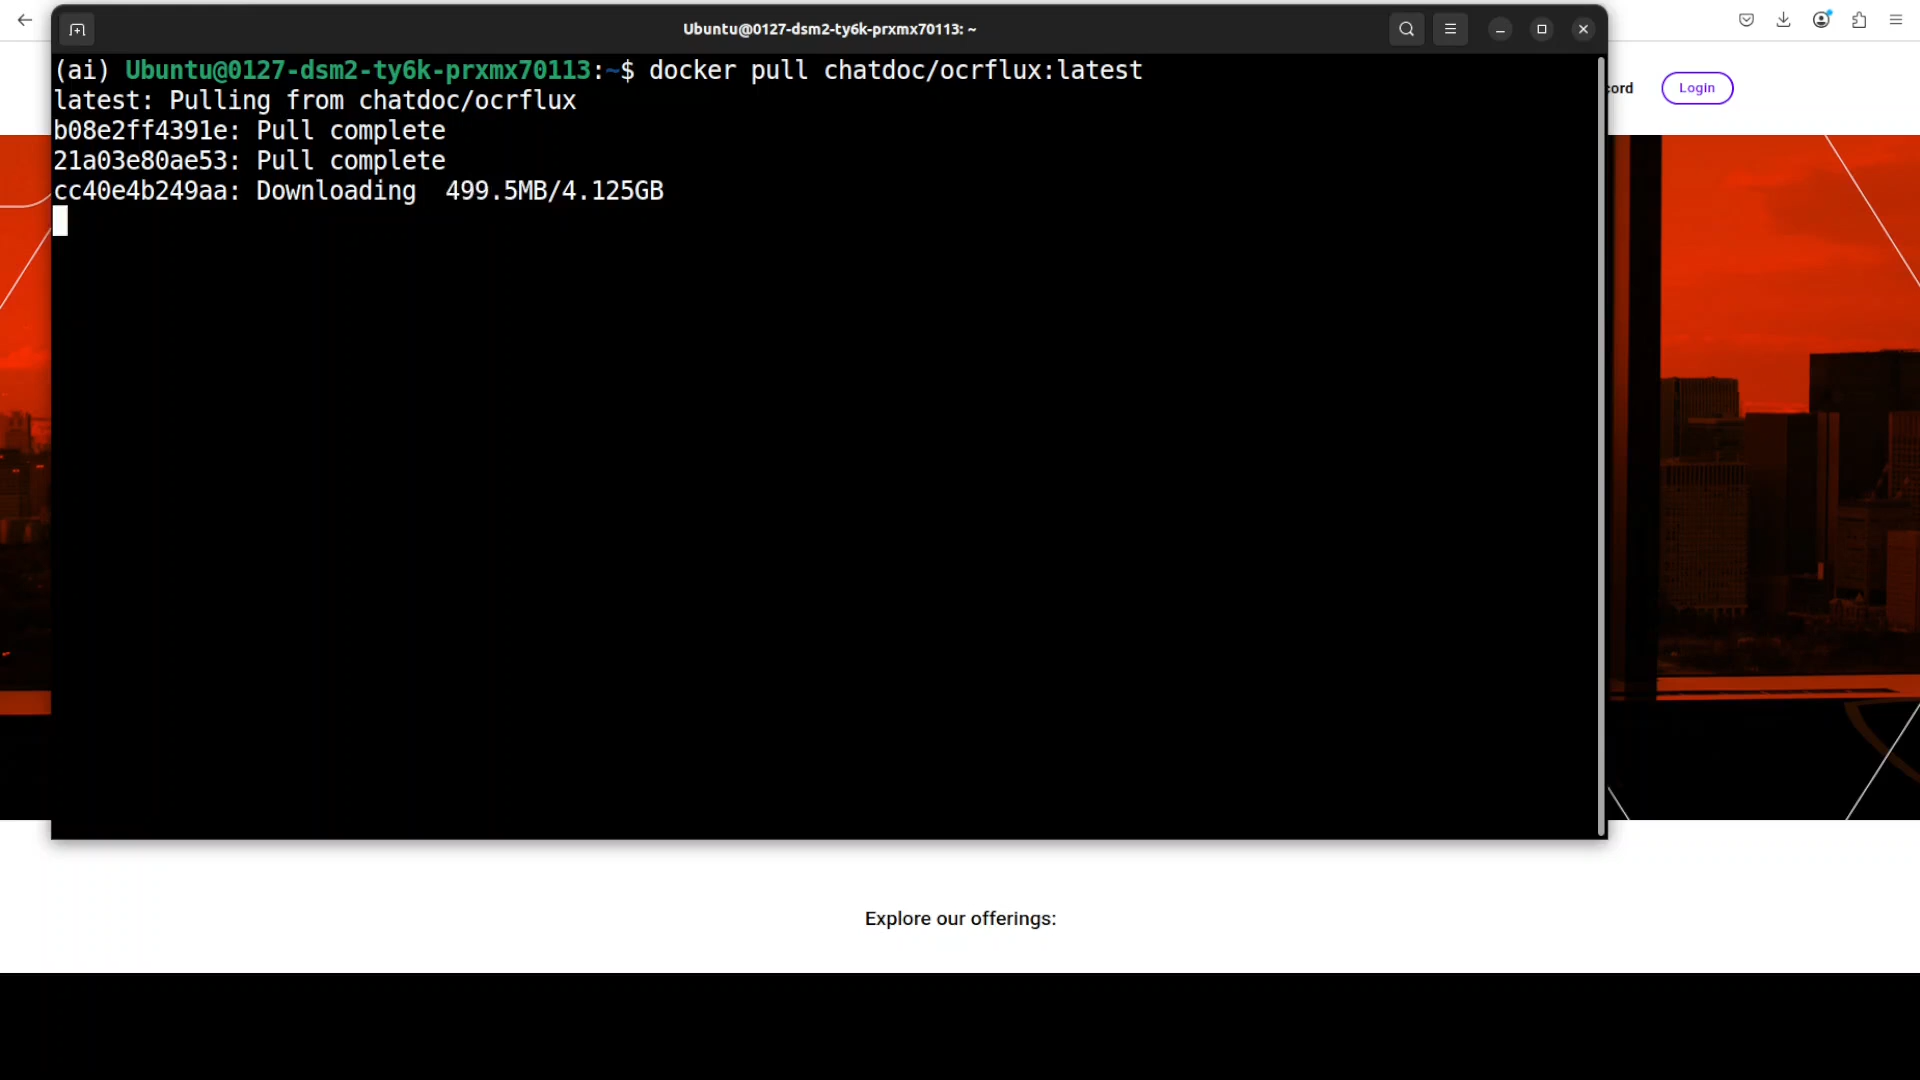 Ubuntu@0127-dsm2-ty6k-prxmx70113: ~
(ai) Ubuntu@0127-dsm2-ty6k-prxmx70113:~$ docker pull chatdoc/ocrflux:latest
latest: Pulling from chatdoc/ocrflux
b08e2ff4391e: Pull complete
21a03e80ae53: Pull complete
cc40e4b249aa: Downloading  499.5MB/4.125GB
Login
Explore our offerings: